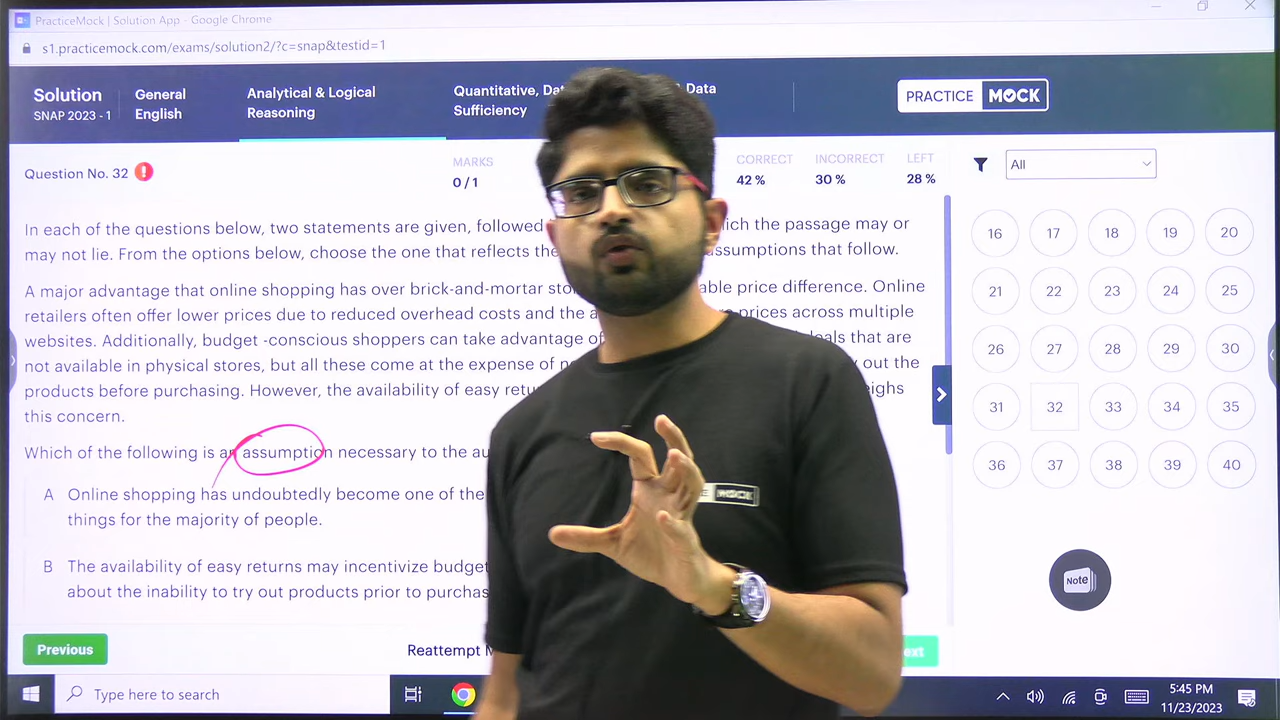 PracticeMock | Solution App - Google Chrome
s1.practicemock.com/exams/solution2/?c=snap&testid=1
Solution
SNAP 2023 - 1
General
English
Analytical & Logical
Reasoning
Quantitative, Data
Sufficiency
PRACTICE MOCK
Question No. 32
MARKS
0 / 1
CORRECT
42 %
INCORRECT
30 %
LEFT
28 %
All
In each of the questions below, two statements are given, followed which the passage may or
may not lie. From the options below, choose the one that reflects the assumptions that follow.
A major advantage that online shopping has over brick-and-mortar price difference. Online
retailers often offer lower prices due to reduced overhead costs and the prices across multiple
websites. Additionally, budget -conscious shoppers can take advantage of deals that are
not available in physical stores, but all these come at the expense of out the
products before purchasing. However, the availability of easy
this concern.
Which of the following is an assumption necessary to the
A Online shopping has undoubtedly become one of the
things for the majority of people.
B The availability of easy returns may incentivize budget
about the inability to try out products prior to
16 17 18 19 20
21 22 23 24 25
26 27 28 29 30
31 32 33 34 35
36 37 38 39 40
Note
MOCK
Previous
Reattempt
Type here to search
5:45 PM
11/23/2023